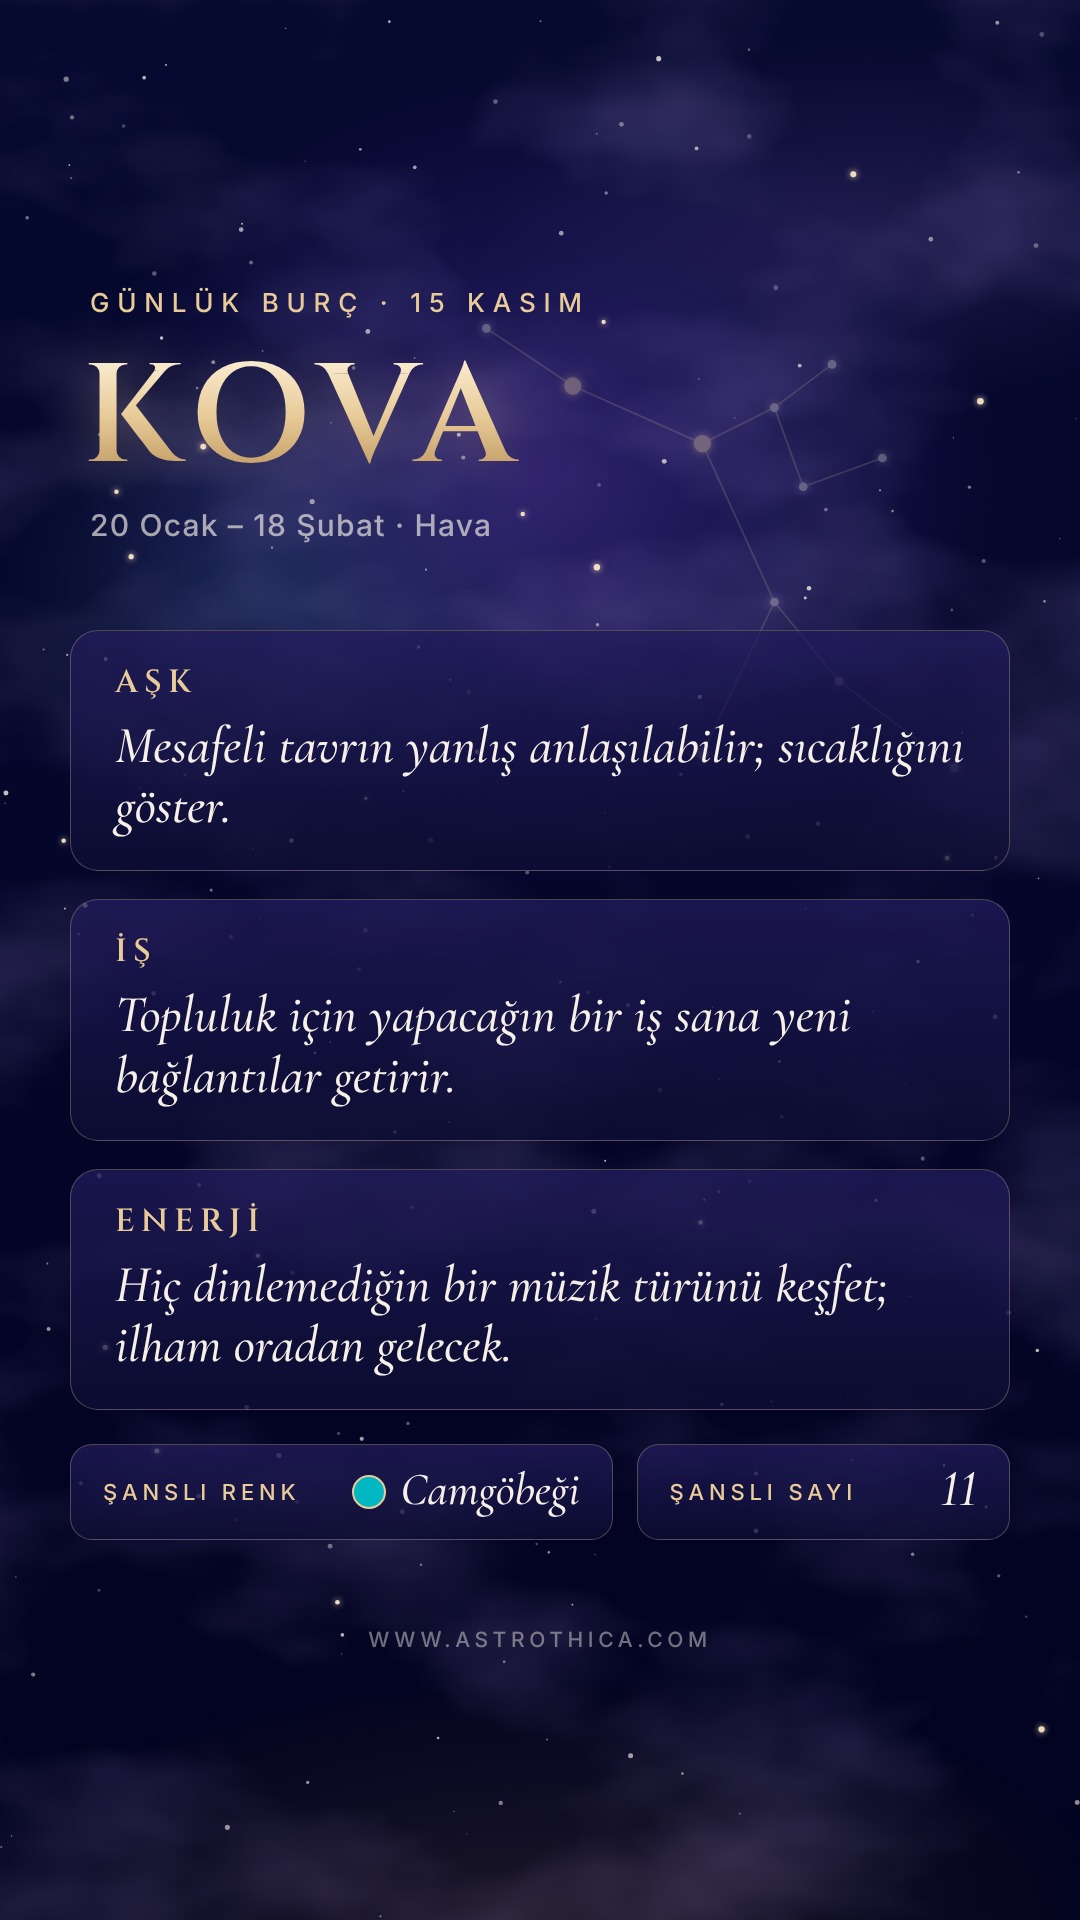 GÜNLÜK BURÇ · 15 KASIM
KOVA
20 Ocak – 18 Şubat · Hava
AŞK
Mesafeli tavrın yanlış anlaşılabilir; sıcaklığını
göster.
İŞ
Topluluk için yapacağın bir iş sana yeni
bağlantılar getirir.
ENERJİ
Hiç dinlemediğin bir müzik türünü keşfet;
ilham oradan gelecek.
ŞANSLI RENK Camgöbeği
ŞANSLI SAYI 11
WWW.ASTROTHICA.COM